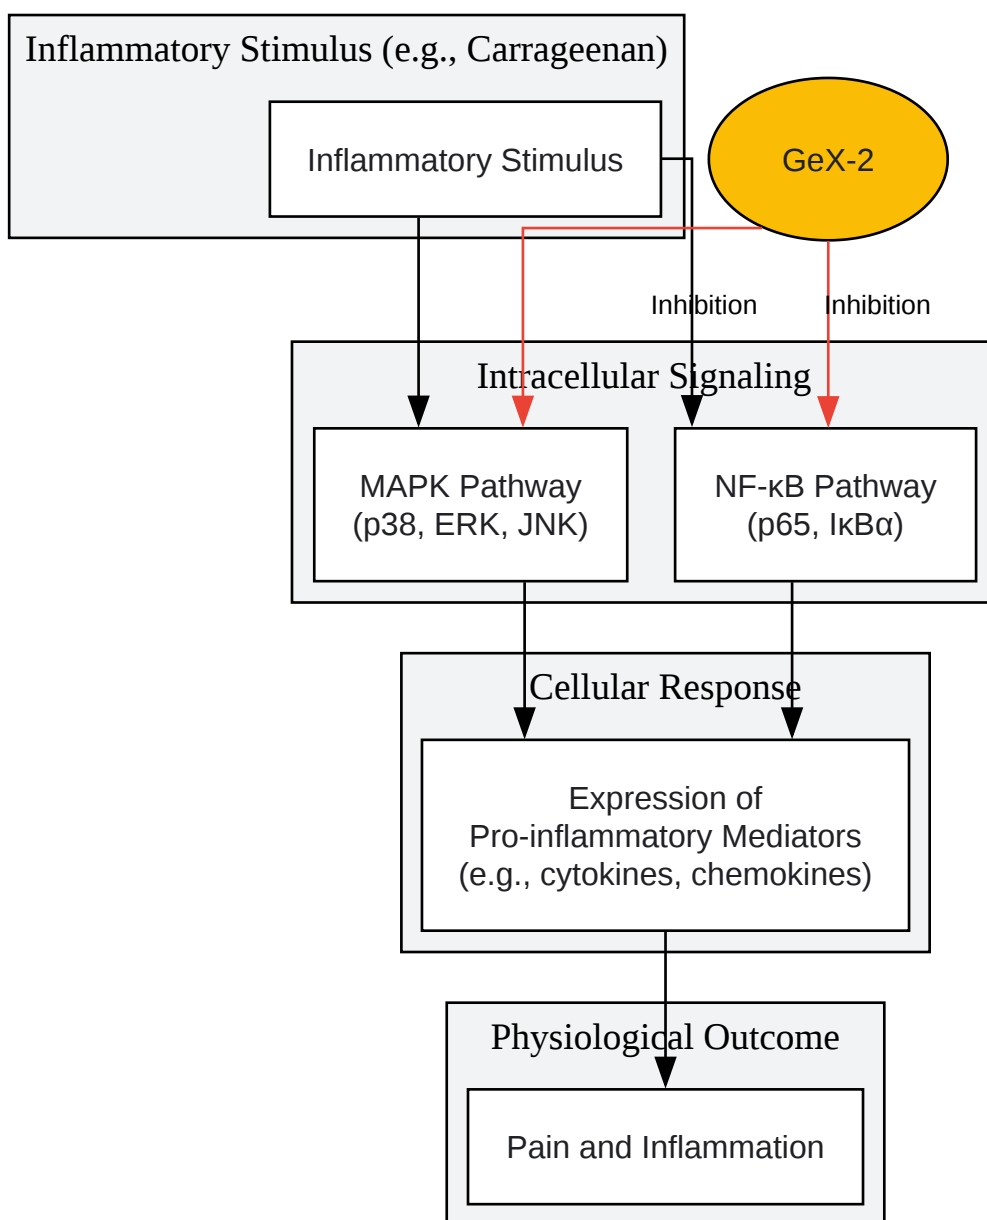 Inflammatory Stimulus (e.g., Carrageenan)
Inflammatory Stimulus
GeX-2
Inhibition
Inhibition
Intracellular Signaling
MAPK Pathway
(p38, ERK, JNK)
NF-κB Pathway
(p65, IκBα)
Cellular Response
Expression of
Pro-inflammatory Mediators
(e.g., cytokines, chemokines)
Physiological Outcome
Pain and Inflammation